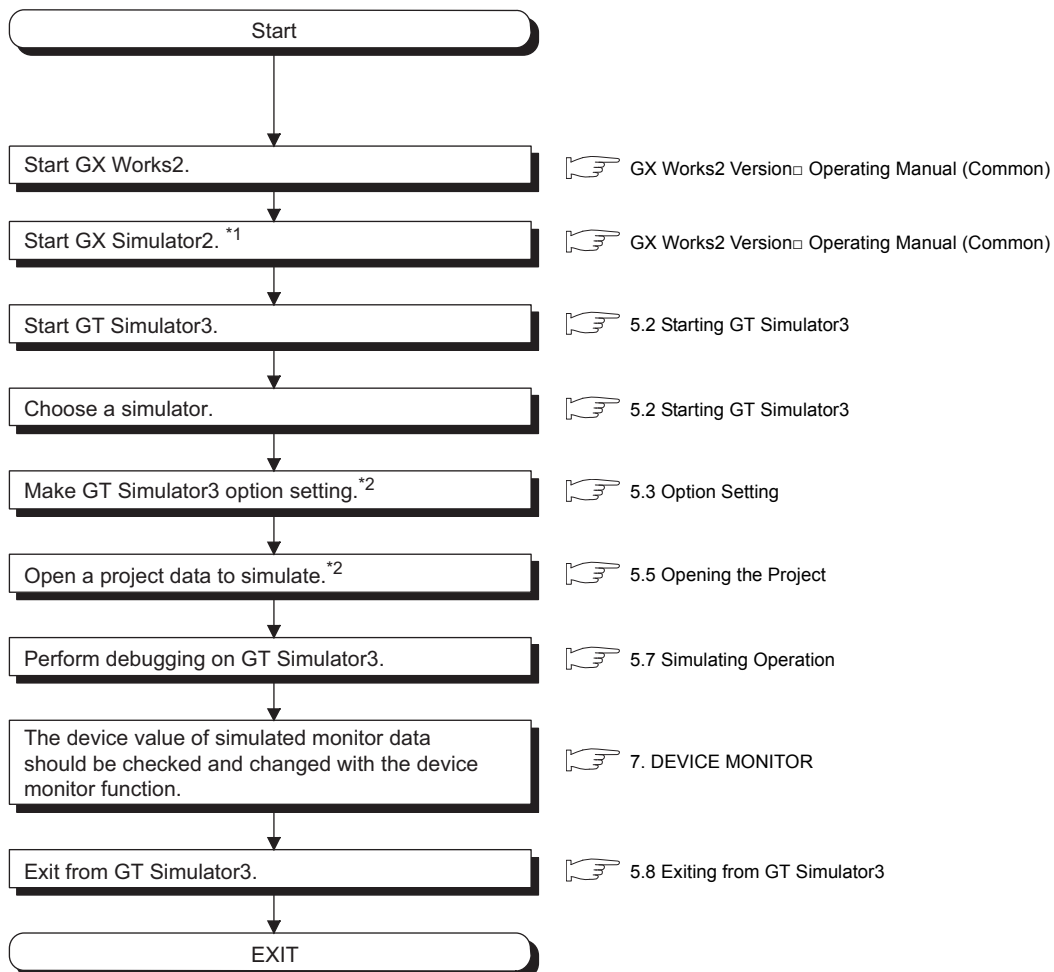 Start
Start GX Works2.
GX Works2 Version□ Operating Manual (Common)
Start GX Simulator2. *1
GX Works2 Version□ Operating Manual (Common)
Start GT Simulator3.
5.2 Starting GT Simulator3
Choose a simulator.
5.2 Starting GT Simulator3
Make GT Simulator3 option setting.*2
5.3 Option Setting
Open a project data to simulate.*2
5.5 Opening the Project
Perform debugging on GT Simulator3.
5.7 Simulating Operation
The device value of simulated monitor data
should be checked and changed with the device
monitor function.
7. DEVICE MONITOR
Exit from GT Simulator3.
5.8 Exiting from GT Simulator3
EXIT